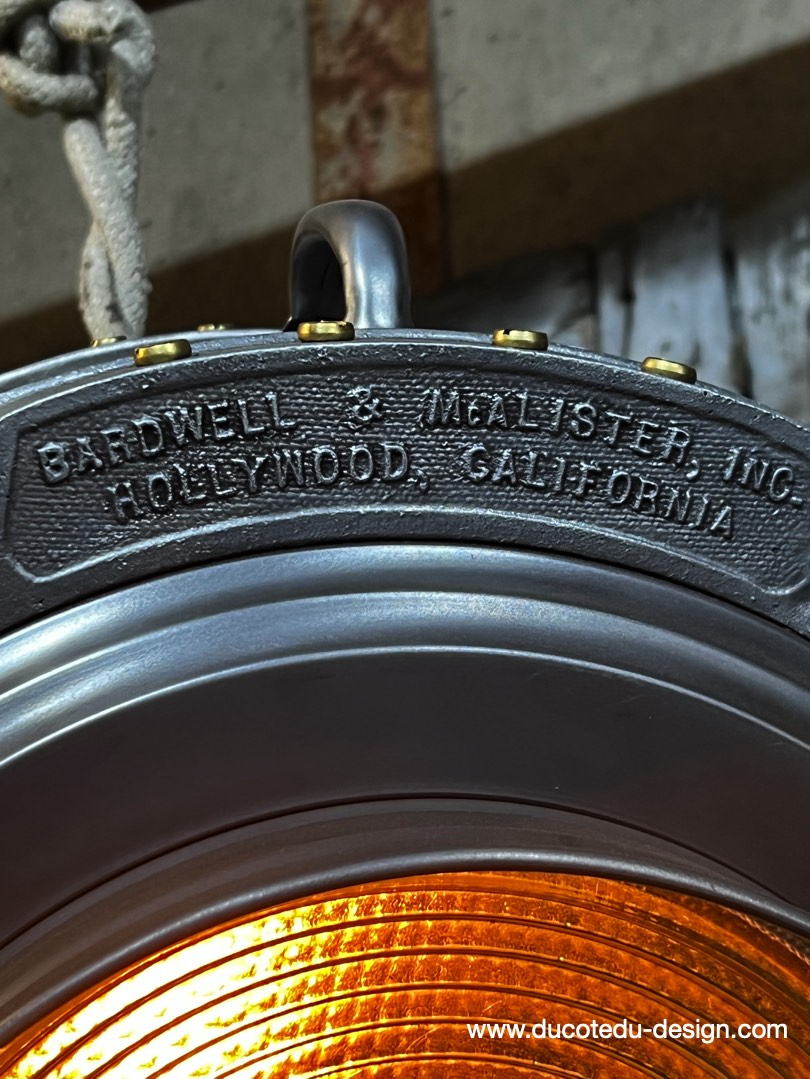 BARDWELL & McALISTER, INC.
HOLLYWOOD, CALIFORNIA
www.ducotedu-design.com